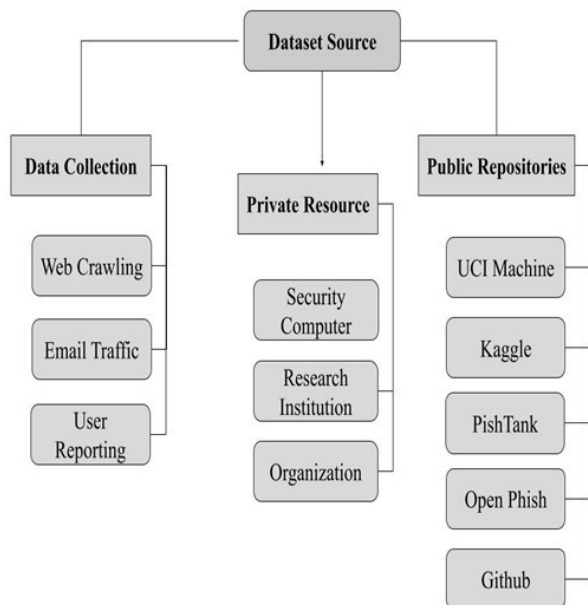 Dataset Source
Data Collection
Web Crawling
Email Traffic
User
Reporting
Private Resource
Security
Computer
Research
Institution
Organization
Public Repositories
UCI Machine
Kaggle
PishTank
Open Phish
Github